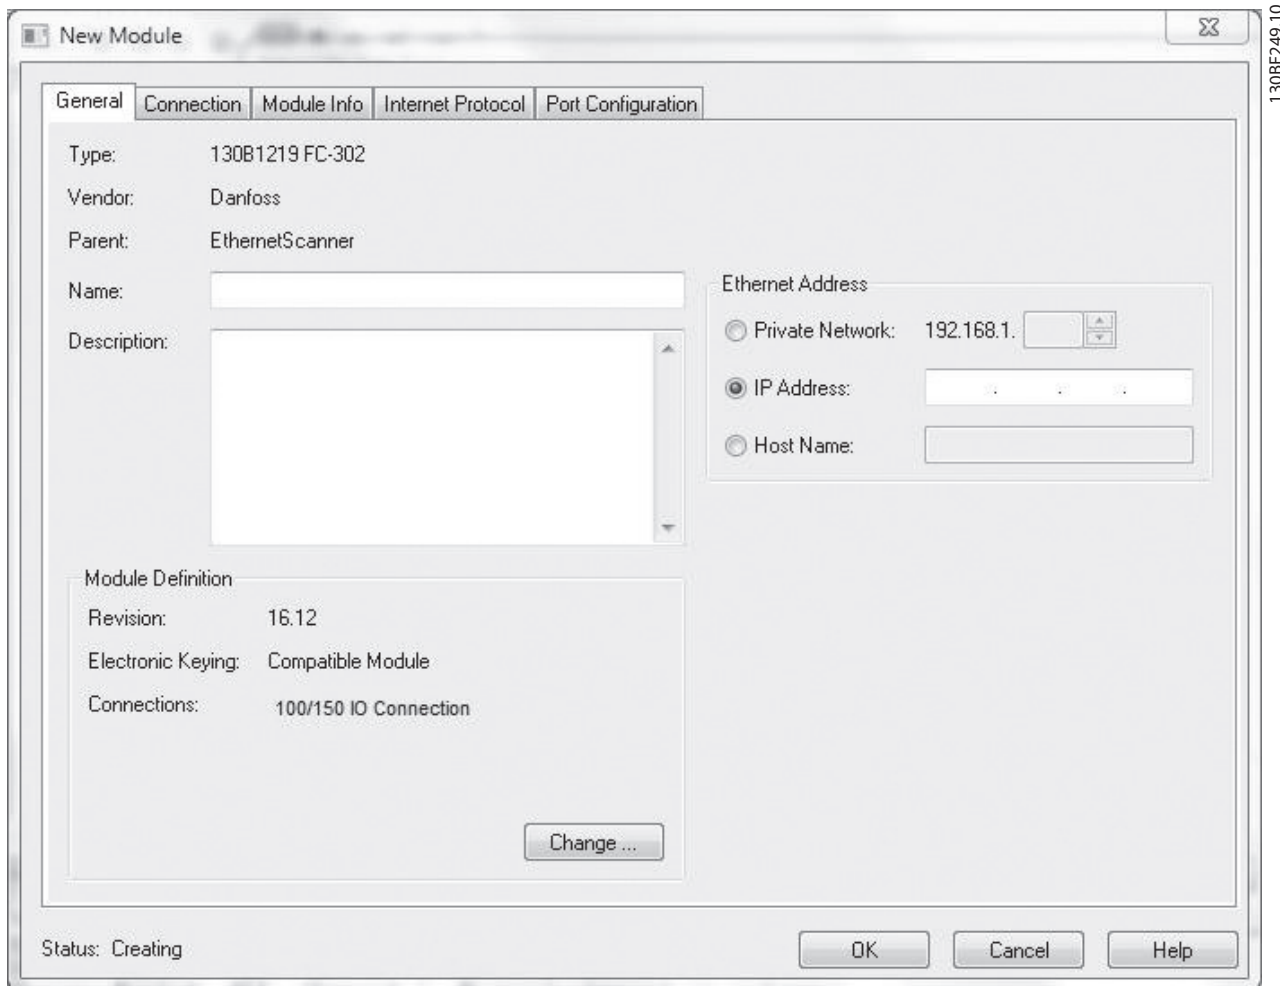 New Module
130BF249.10
General Connection Module Info Internet Protocol Port Configuration
Type: 130B1219 FC-302
Vendor: Danfoss
Parent: EthernetScanner
Name:
Description:
Ethernet Address
Private Network: 192.168.1.
IP Address: . . .
Host Name:
Module Definition
Revision: 16.12
Electronic Keying: Compatible Module
Connections: 100/150 IO Connection
Change ...
Status: Creating
OK Cancel Help